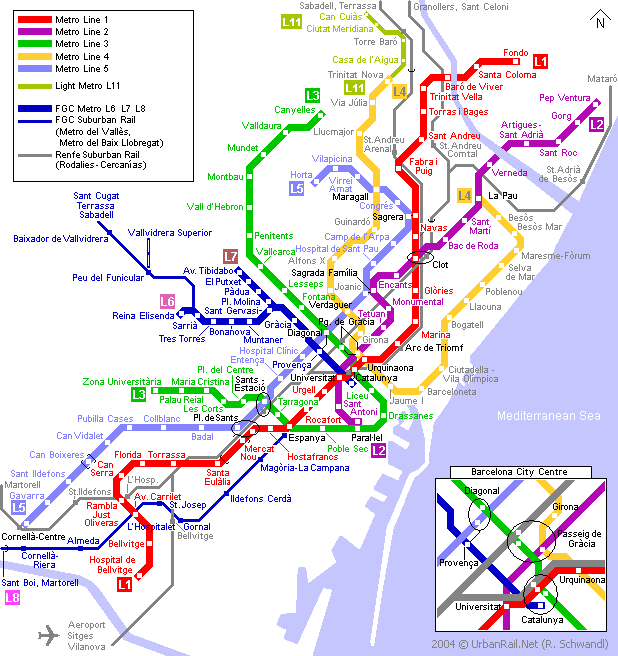 Metro Line 1
Metro Line 2
Metro Line 3
Metro Line 4
Metro Line 5
Light Metro L11
FGC Metro L6 L7 L8
FGC Suburban Rail
(Metro del Vallès,
Metro del Baix Llobregat)
Renfe Suburban Rail
(Rodalies - Cercanías)
Sabadell, Terrassa
Granollers, Sant Celoni
N
L11
Can Cuiàs
Ciutat Meridiana
Torre Baró
Casa de l'Aigua
Trinitat Nova
L11
L4
Via Júlia
Llucmajor
Fondo
L1
Santa Coloma
Baró de Viver
Trinitat Vella
Torras i Bages
Mataró
Pep Ventura
L2
Gorg
Artigues-
Sant Adrià
Sant Roc
St.Adrià
de Besòs
Verneda
L3
Canyelles
Valldaura
Mundet
Montbau
Vall d'Hebron
Penitents
Vallcarca
Lesseps
Fontana
St.Andreu
Arenal
Sant Andreu
St.Andreu
Comtal
Fabra i
Puig
Vilapicina
Horta
L5
Virrei
Amat
Maragall
Congrés
Sagrera
Navas
L4
La Pau
Sant
Martí
Besòs
Besòs Mar
Bac de Roda
Maresme-Fòrum
Selva
de Mar
Poblenou
Llacuna
Bogatell
Guinardó
Camp de l'Arpa
Hospital de Sant Pau
Alfons X
Sagrada Família
Joanic
Clot
Encants
Glòries
Monumental
Verdaguer
Tetuan
Marina
Arc de Triomf
Pg. de Gràcia
Girona
Sant Cugat
Terrassa
Sabadell
Baixador de Vallvidrera
Vallvidrera Superior
Peu del Funicular
L7
Av. Tibidabo
El Putxet
Pàdua
Pl. Molina
Sant Gervasi
L6
Reina Elisenda
Sarrià
Tres Torres
Bonanova
Muntaner
Gràcia
Diagonal
Hospital Clínic
Entença
Provença
Urquinaona
Catalunya
Universitat
Ciutadella -
Vila Olímpica
Barceloneta
Jaume I
Urgell
Liceu
Sant
Antoni
Drassanes
Mediterranean Sea
Zona Universitària
Pl. del Centre
Maria Cristina
L3
Palau Reial
Les Corts
Sants -
Estació
Tarragona
Rocafort
Pl.de Sants
Espanya
Paral·lel
L2
Poble Sec
Hostafrancs
Magòria-La Campana
Pubilla Cases
Collblanc
Badal
Can Vidalet
Mercat
Nou
Can Boixeres
Can
Serra
Florida
Torrassa
Santa
Eulàlia
Sant Ildefons
Martorell
Gavarra
L5
St.Ildefons
L'Hosp.
Rambla
Just
Oliveras
Av. Carrilet
St.Josep
Ildefons Cerdà
L'Hospitalet
Gornal
Bellvitge
Cornellà-Centre
Almeda
Bellvitge
Cornellà-
Riera
Hospital de
Bellvitge
L1
Sant Boi, Martorell
L8
Aeroport
Sitges
Vilanova
Barcelona City Centre
Diagonal
Girona
Passeig de
Gràcia
Provença
Urquinaona
Universitat
Catalunya
2004 © UrbanRail.Net (R. Schwandl)